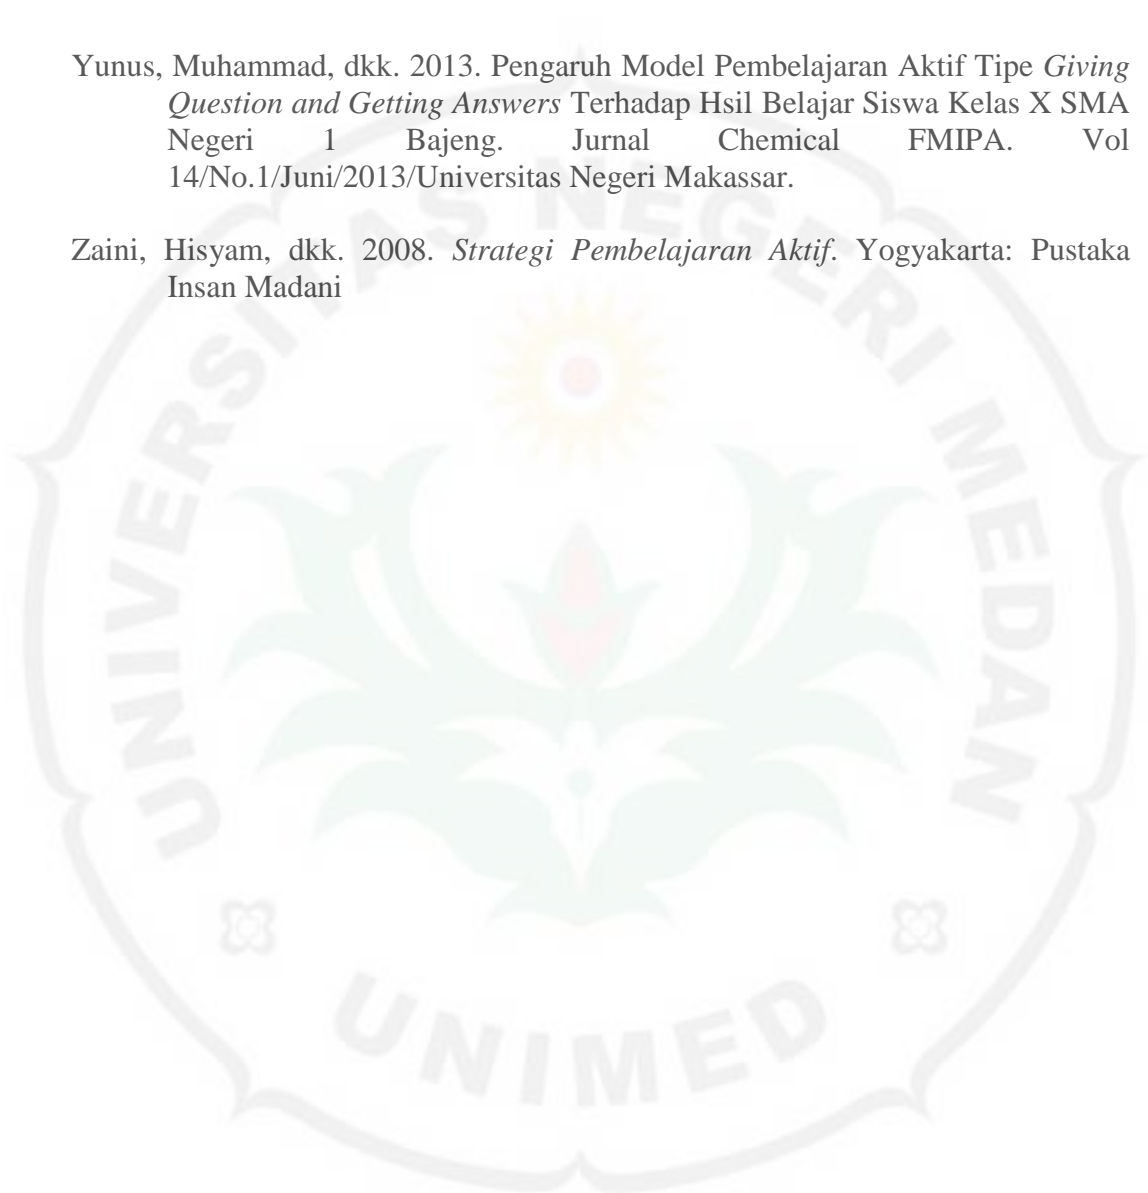 Yunus, Muhammad, dkk. 2013. Pengaruh Model Pembelajaran Aktif Tipe Giving
Question and Getting Answers Terhadap Hsil Belajar Siswa Kelas X SMA
Negeri 1 Bajeng. Jurnal Chemical FMIPA. Vol
14/No.1/Juni/2013/Universitas Negeri Makassar.
Zaini, Hisyam, dkk. 2008. Strategi Pembelajaran Aktif. Yogyakarta: Pustaka
Insan Madani
UNIVERSITAS NEGERI MEDAN
UNIMED